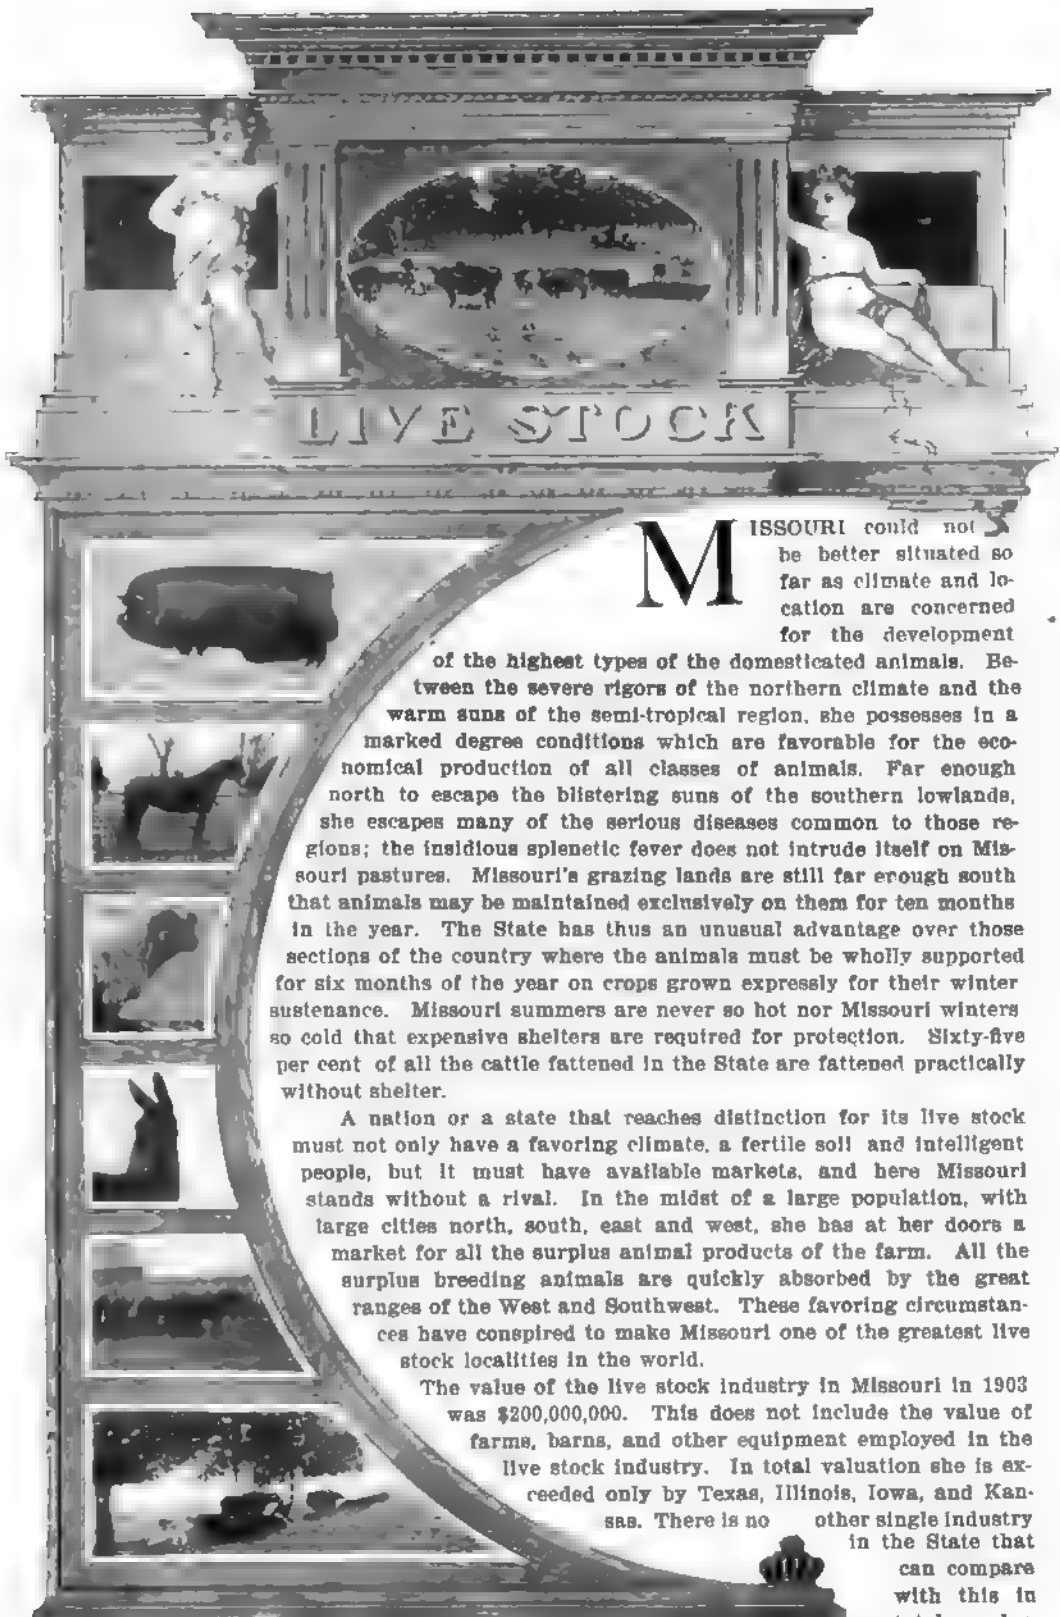 LIVE STOCK
MISSOURI could not
be better situated so
far as climate and lo-
cation are concerned
for the development
of the highest types of the domesticated animals. Be-
tween the severe rigors of the northern climate and the
warm suns of the semi-tropical region, she possesses in a
marked degree conditions which are favorable for the eco-
nomical production of all classes of animals. Far enough
north to escape the blistering suns of the southern lowlands,
she escapes many of the serious diseases common to those re-
gions; the insidious splenetic fever does not intrude itself on Mis-
souri pastures. Missouri's grazing lands are still far enough south
that animals may be maintained exclusively on them for ten months
in the year. The State has thus an unusual advantage over those
sections of the country where the animals must be wholly supported
for six months of the year on crops grown expressly for their winter
sustenance. Missouri summers are never so hot nor Missouri winters
so cold that expensive shelters are required for protection. Sixty-five
per cent of all the cattle fattened in the State are fattened practically
without shelter.
A nation or a state that reaches distinction for its live stock
must not only have a favoring climate, a fertile soil and intelligent
people, but it must have available markets, and here Missouri
stands without a rival. In the midst of a large population, with
large cities north, south, east and west, she has at her doors a
market for all the surplus animal products of the farm. All the
surplus breeding animals are quickly absorbed by the great
ranges of the West and Southwest. These favoring circumstan-
ces have conspired to make Missouri one of the greatest live
stock localities in the world.
The value of the live stock industry in Missouri in 1903
was $200,000,000. This does not include the value of
farms, barns, and other equipment employed in the
live stock industry. In total valuation she is ex-
ceeded only by Texas, Illinois, Iowa, and Kan-
sas. There is no other single industry
in the State that
can compare
with this in